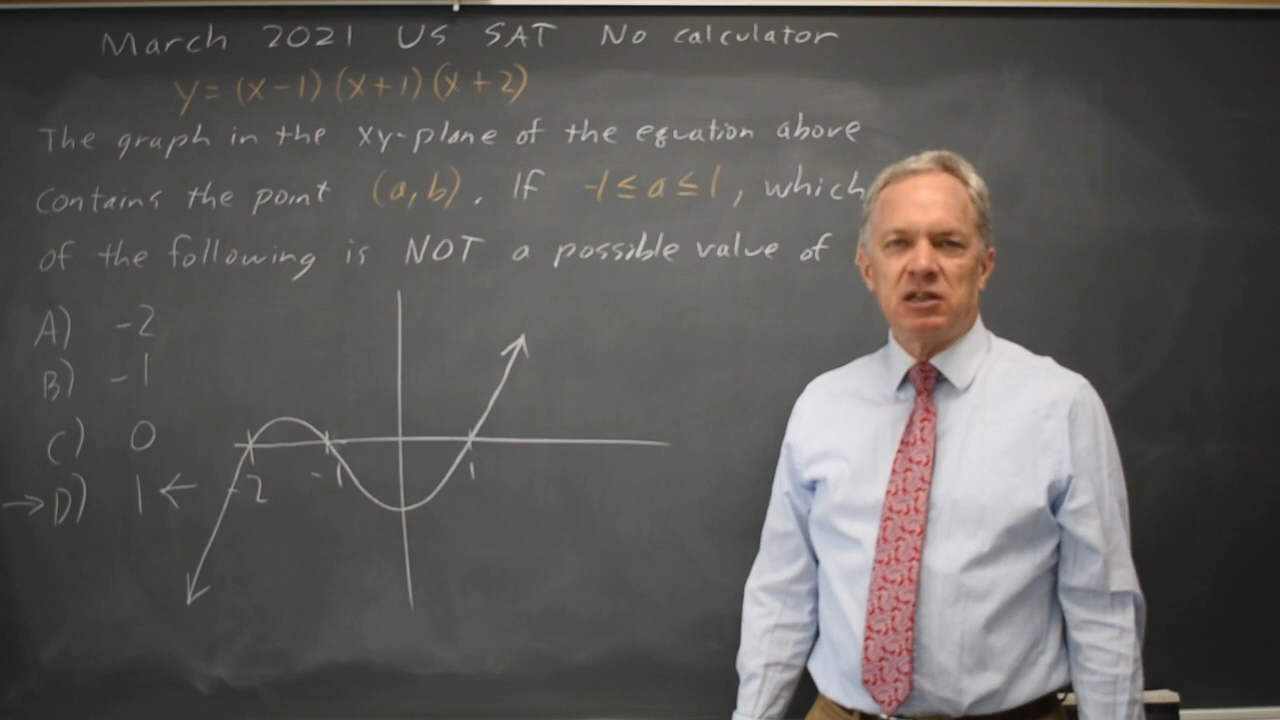 March 2021 US SAT No calculator
y = (x-1)(x+1)(x+2)
The graph in the xy-plane of the equation above
contains the point (a,b). If -1 ≤ a ≤ 1, which
of the following is NOT a possible value of
A) -2
B) -1
C) 0
→ D) 1 ←
-2 -1 1